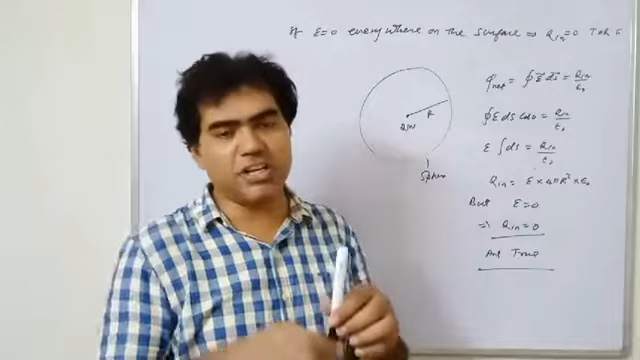 If E=0 everywhere on the surface ⇒ Qin=0 T or F
φnet = ∮E⃗ ds⃗ = Qin/ε₀
∮E ds cos0 = Qin/ε₀
E ∫ds = Qin/ε₀
Qin = E × 4πR² × ε₀
But E=0
⇒ Qin=0
Ans True
R
QIN
Sphere